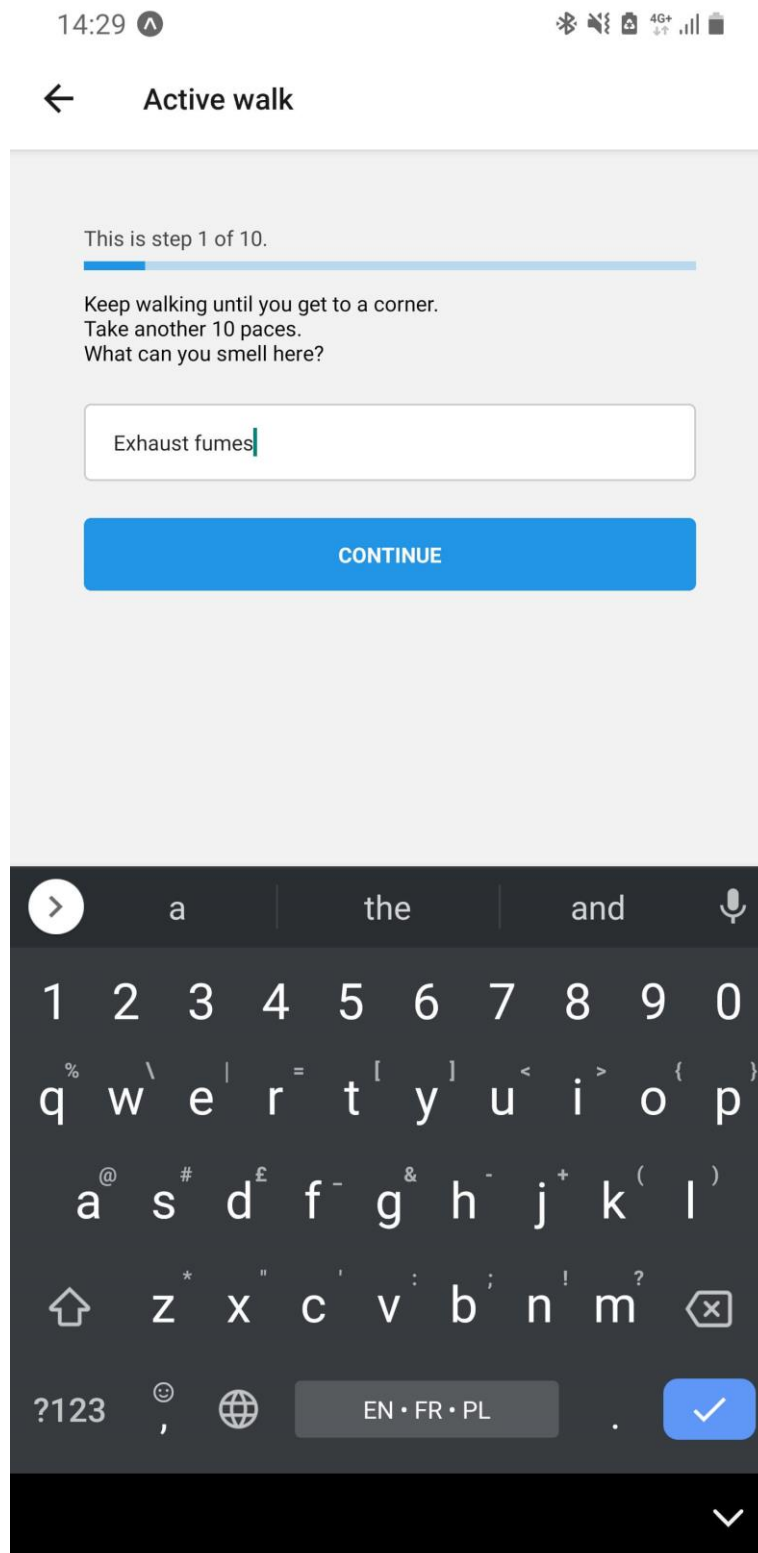 14:29
4G+
Active walk
This is step 1 of 10.
Keep walking until you get to a corner.
Take another 10 paces.
What can you smell here?
Exhaust fumes
CONTINUE
a the and
1 2 3 4 5 6 7 8 9 0
% \ | = [ ] < > { }
q w e r t y u i o p
@ # £ _ & - + ( )
a s d f g h j k l
* " ' : ; ! ?
z x c v b n m
?123 , EN • FR • PL .